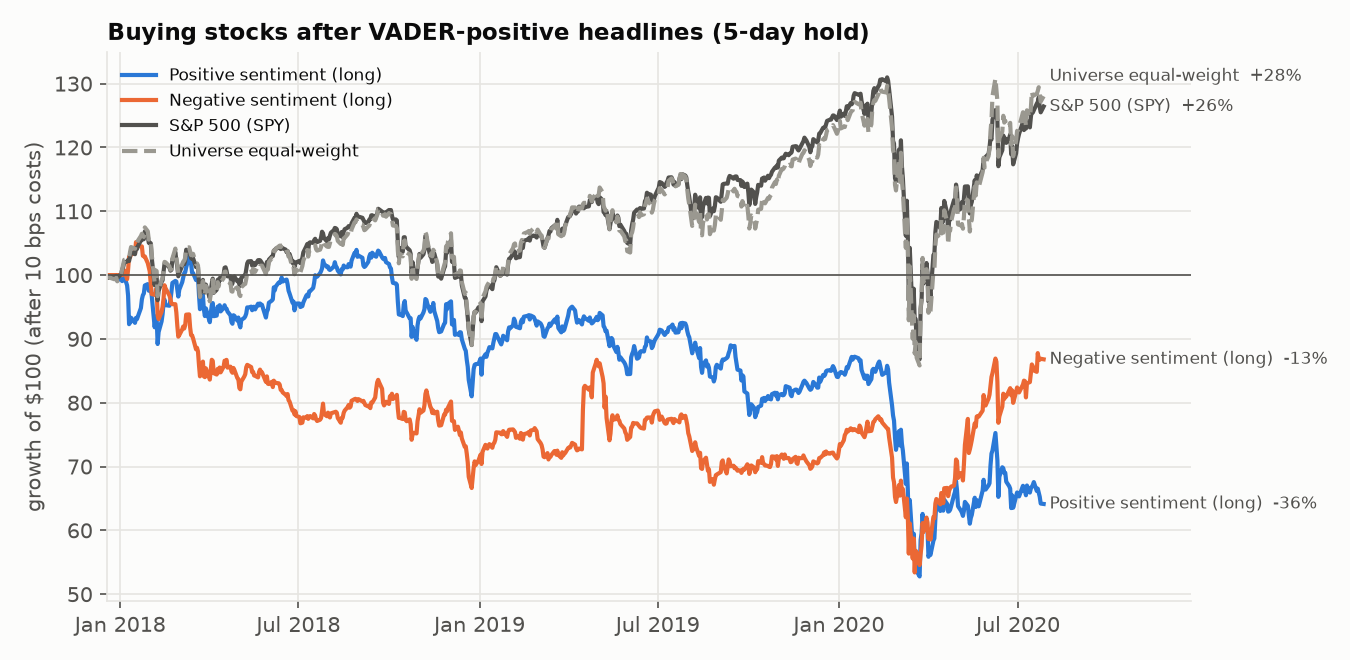 Buying stocks after VADER-positive headlines (5-day hold)
growth of $100 (after 10 bps costs)
130
120
110
100
90
80
70
60
50
Positive sentiment (long)
Negative sentiment (long)
S&P 500 (SPY)
Universe equal-weight
Universe equal-weight +28%
S&P 500 (SPY) +26%
Negative sentiment (long) -13%
Positive sentiment (long) -36%
Jan 2018
Jul 2018
Jan 2019
Jul 2019
Jan 2020
Jul 2020